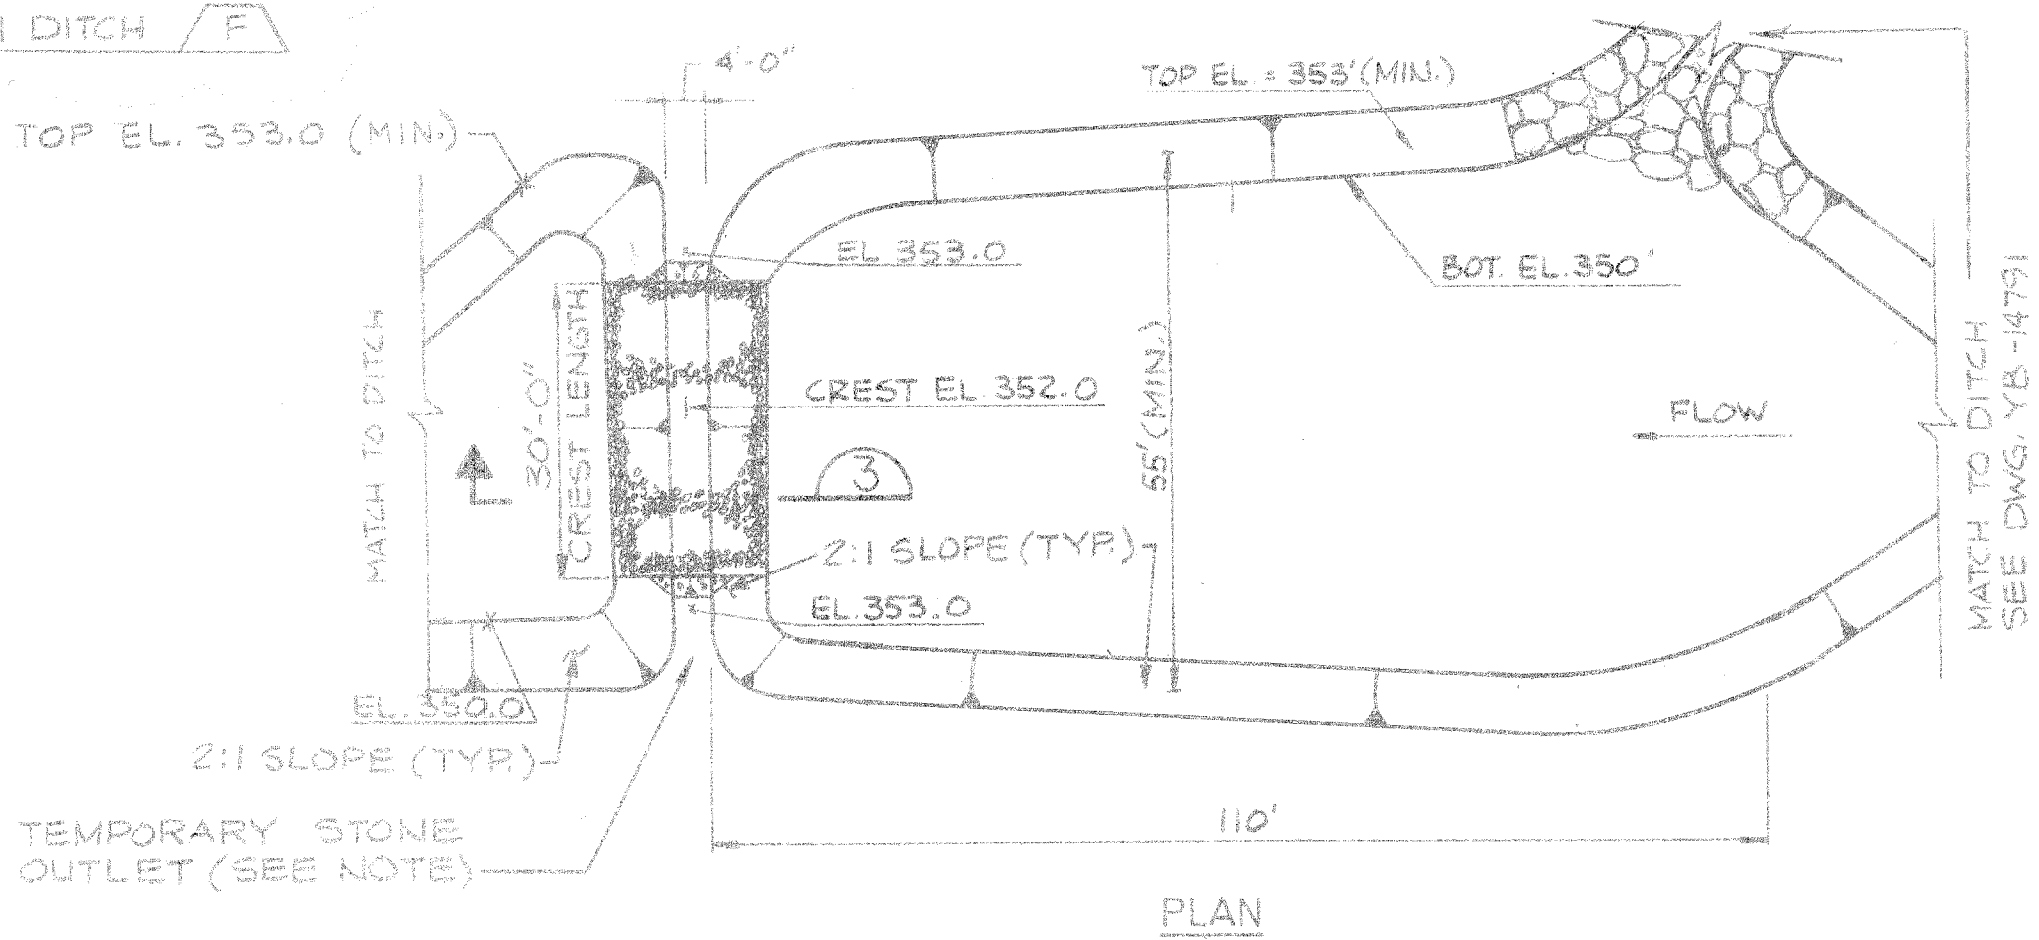 DITCH F
4'-0"
TOP EL. = 353' (MIN.)
TOP EL. 353.0 (MIN.)
EL 353.0
BOT. EL. 350'
MATCH TO DITCH
30'-0"
CREST LENGTH
CREST EL. 352.0
55' (MIN.)
FLOW
MATCH TO DITCH
SEE DWG. YB-14791
3
2:1 SLOPE (TYP.)
EL. 353.0
EL. 350.0
2:1 SLOPE (TYP.)
TEMPORARY STONE
OUTLET (SEE NOTE)
110'
PLAN